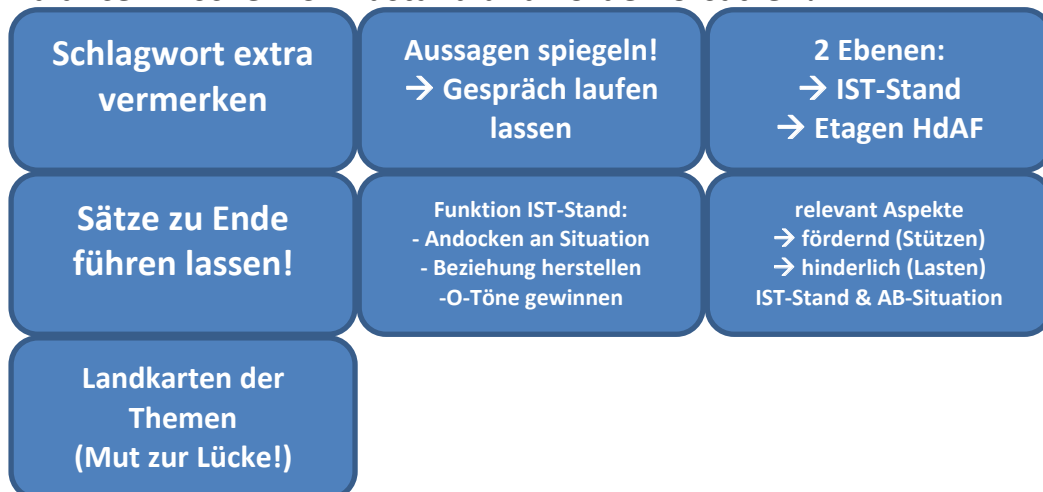 Schlagwort extra
vermerken
Aussagen spiegeln!
→ Gespräch laufen
lassen
2 Ebenen:
→ IST-Stand
→ Etagen HdAF
Sätze zu Ende
führen lassen!
Funktion IST-Stand:
- Andocken an Situation
- Beziehung herstellen
-O-Töne gewinnen
relevant Aspekte
→ fördernd (Stützen)
→ hinderlich (Lasten)
IST-Stand & AB-Situation
Landkarten der
Themen
(Mut zur Lücke!)